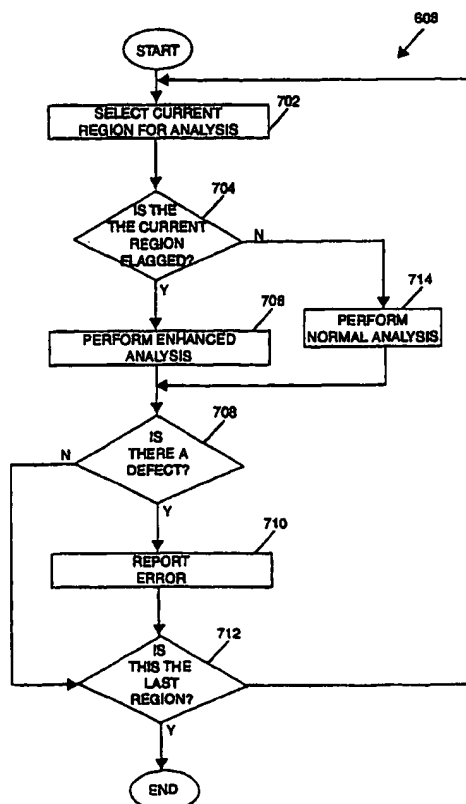 608
START
SELECT CURRENT
REGION FOR ANALYSIS
702
704
IS THE
THE CURRENT
REGION
FLAGGED?
N
Y
708
714
PERFORM ENHANCED
ANALYSIS
PERFORM
NORMAL ANALYSIS
708
IS
THERE A
DEFECT?
N
Y
710
REPORT
ERROR
712
IS
THIS THE
LAST
REGION?
Y
END